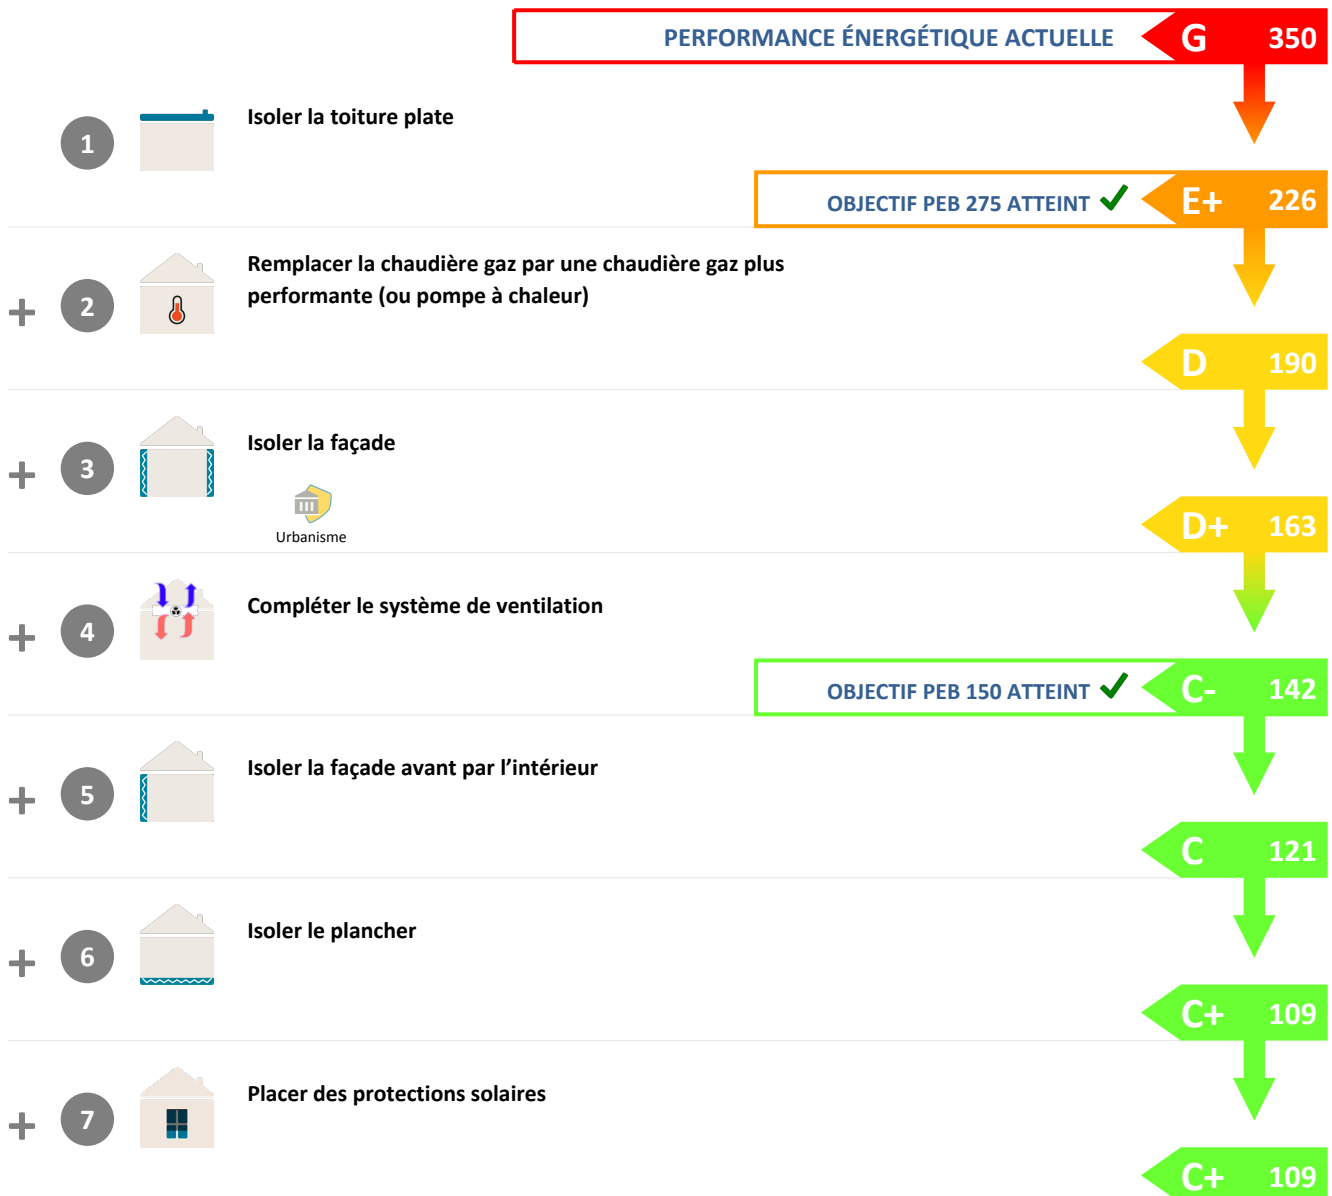 PERFORMANCE ÉNERGÉTIQUE ACTUELLE G 350
1 Isoler la toiture plate
OBJECTIF PEB 275 ATTEINT ✓ E+ 226
+ 2 Remplacer la chaudière gaz par une chaudière gaz plus
performante (ou pompe à chaleur)
D 190
+ 3 Isoler la façade
Urbanisme
D+ 163
+ 4 Compléter le système de ventilation
OBJECTIF PEB 150 ATTEINT ✓ C- 142
+ 5 Isoler la façade avant par l’intérieur
C 121
+ 6 Isoler le plancher
C+ 109
+ 7 Placer des protections solaires
C+ 109